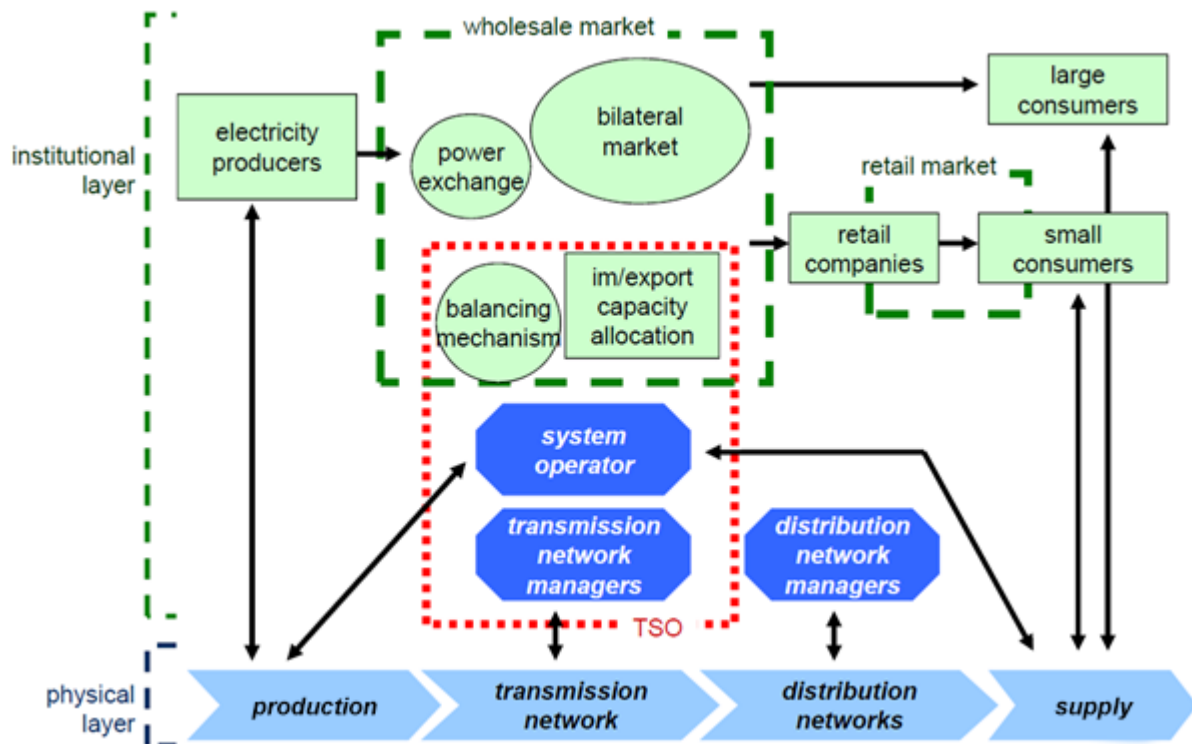 wholesale market
institutional
layer
electricity
producers
power
exchange
bilateral
market
large
consumers
retail market
retail
companies
small
consumers
balancing
mechanism
im/export
capacity
allocation
system
operator
transmission
network
managers
distribution
network
managers
TSO
physical
layer
production
transmission
network
distribution
networks
supply